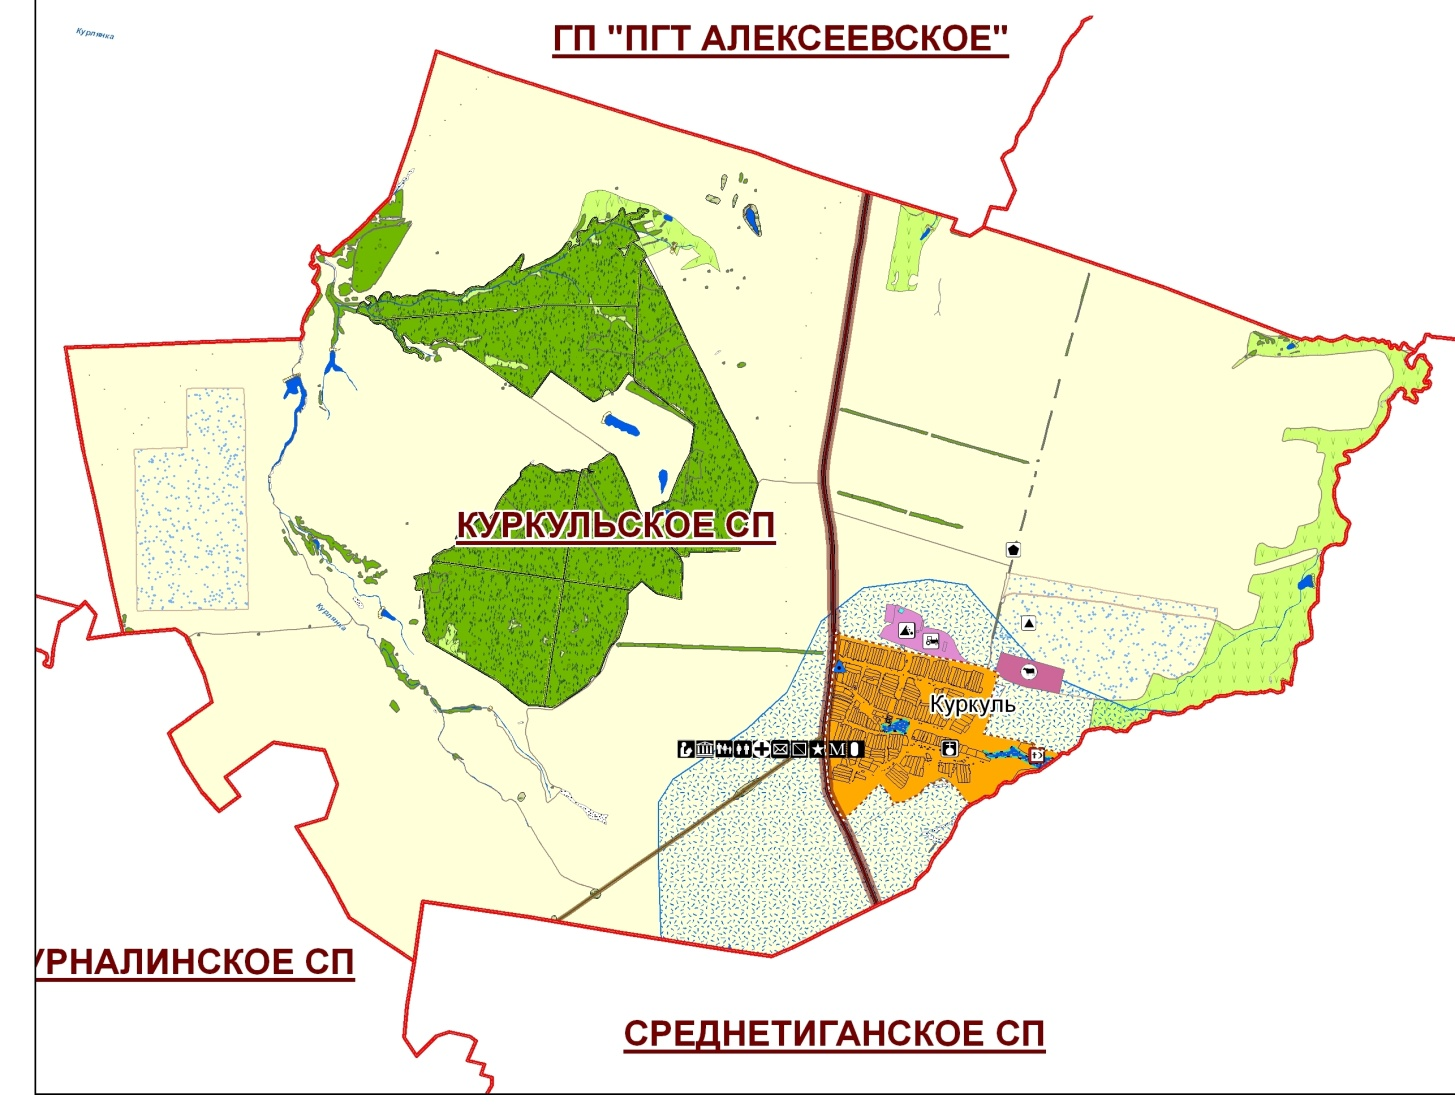 Курлянка
ГП "ПГТ АЛЕКСЕЕВСКОЕ"
КУРКУЛЬСКОЕ СП
Курлянка
Куркуль
М
УРНАЛИНСКОЕ СП
СРЕДНЕТИГАНСКОЕ СП